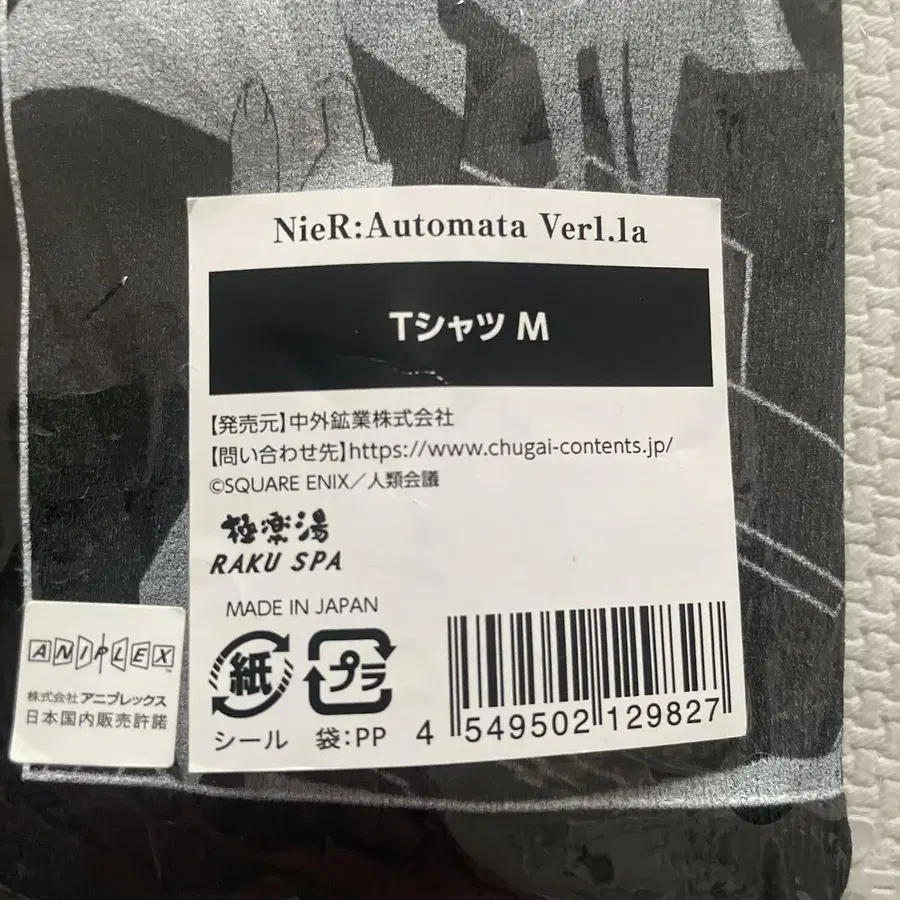 NieR:Automata Ver1.1a
Tシャツ M
【発売元】中外鉱業株式会社
【問い合わせ先】https://www.chugai-contents.jp/
©SQUARE ENIX／人類会議
極楽湯
RAKU SPA
MADE IN JAPAN
紙 プラ
シール 袋:PP
4 549502 129827
ANIPLEX™
株式会社 アニプレックス
日本国内販売許諾